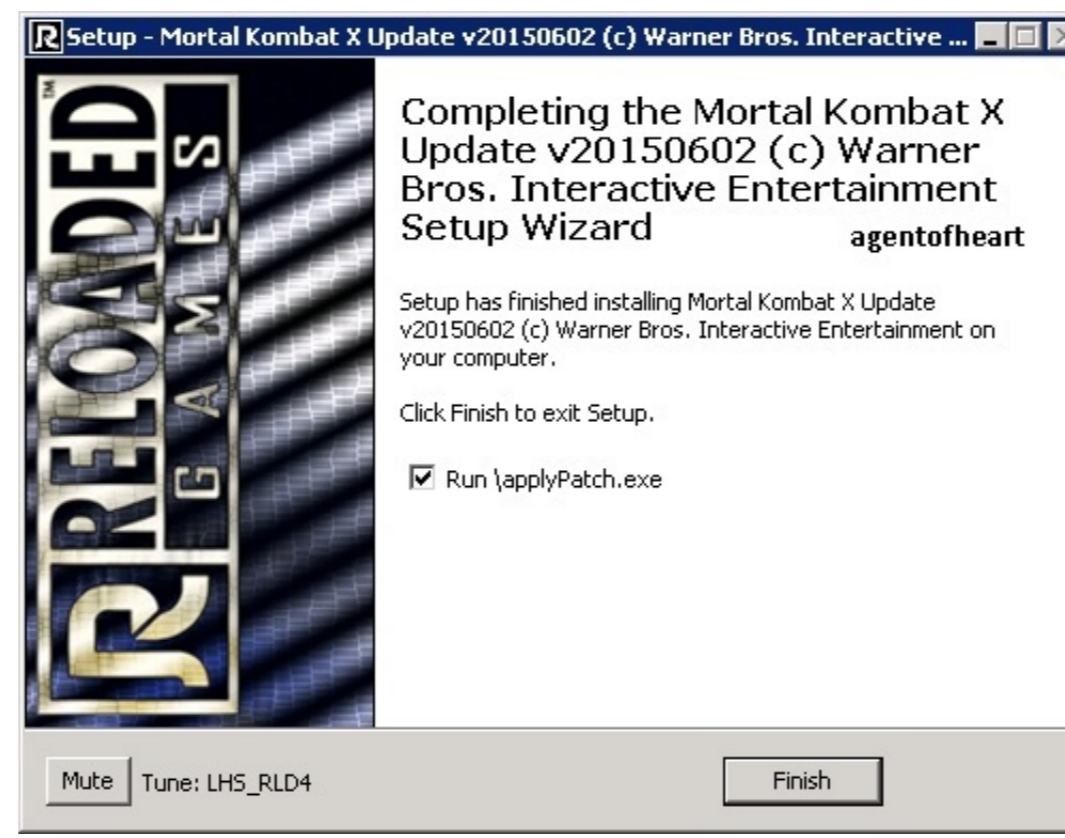 R Setup - Mortal Kombat X Update v20150602 (c) Warner Bros. Interactive ...
R RELOADED™
GAMES
Completing the Mortal Kombat X
Update v20150602 (c) Warner
Bros. Interactive Entertainment
Setup Wizard
agentofheart
Setup has finished installing Mortal Kombat X Update
v20150602 (c) Warner Bros. Interactive Entertainment on
your computer.
Click Finish to exit Setup.
Run \applyPatch.exe
Mute
Tune: LHS_RLD4
Finish